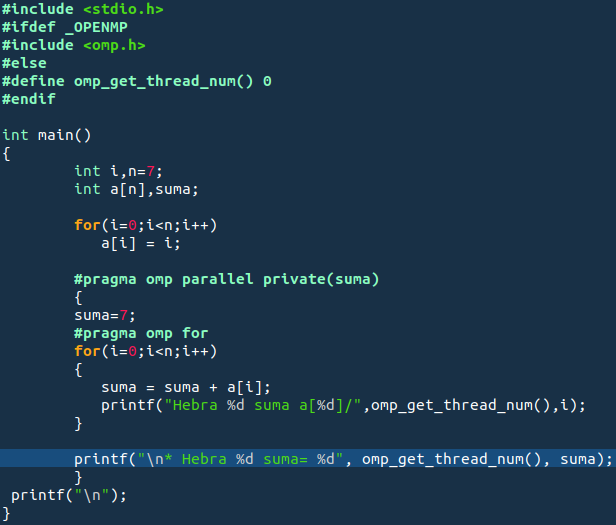 #include <stdio.h>
#ifdef _OPENMP
#include <omp.h>
#else
#define omp_get_thread_num() 0
#endif
int main()
{
int i,n=7;
int a[n],suma;
for(i=0;i<n;i++)
a[i] = i;
#pragma omp parallel private(suma)
{
suma=7;
#pragma omp for
for(i=0;i<n;i++)
{
suma = suma + a[i];
printf("Hebra %d suma a[%d]/",omp_get_thread_num(),i);
}
printf("\n* Hebra %d suma= %d", omp_get_thread_num(), suma);
}
printf("\n");
}